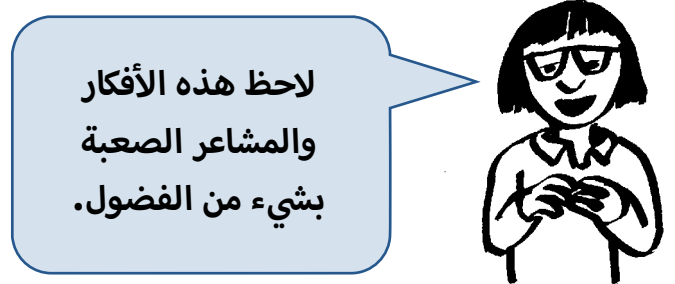 لاحظ هذه الأفكار
والمشاعر الصعبة
بشيء من الفضول.